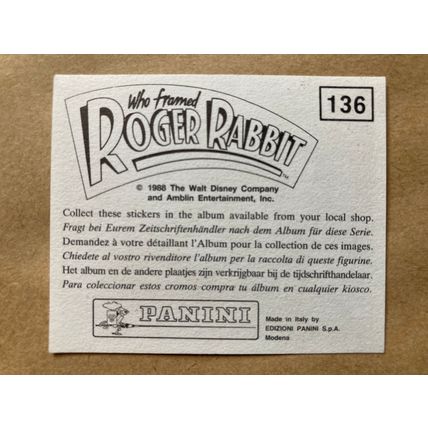 Who framed
136
ROGER RABBIT™
© 1988 The Walt Disney Company
and Amblin Entertainment, Inc.
Collect these stickers in the album available from your local shop.
Fragt bei Eurem Zeitschriftenhändler nach dem Album für diese Serie.
Demandez à votre détaillant l'Album pour la collection de ces images.
Chiedete al vostro rivenditore l'album per la raccolta di queste figurine.
Het album en de andere plaatjes zijn verkrijgbaar bij de tijdschrifthandelaar.
Para coleccionar estos cromos compra tu álbum en cualquier kiosco.
PANINI
Made in Italy by
EDIZIONI PANINI S.p.A.
Modena